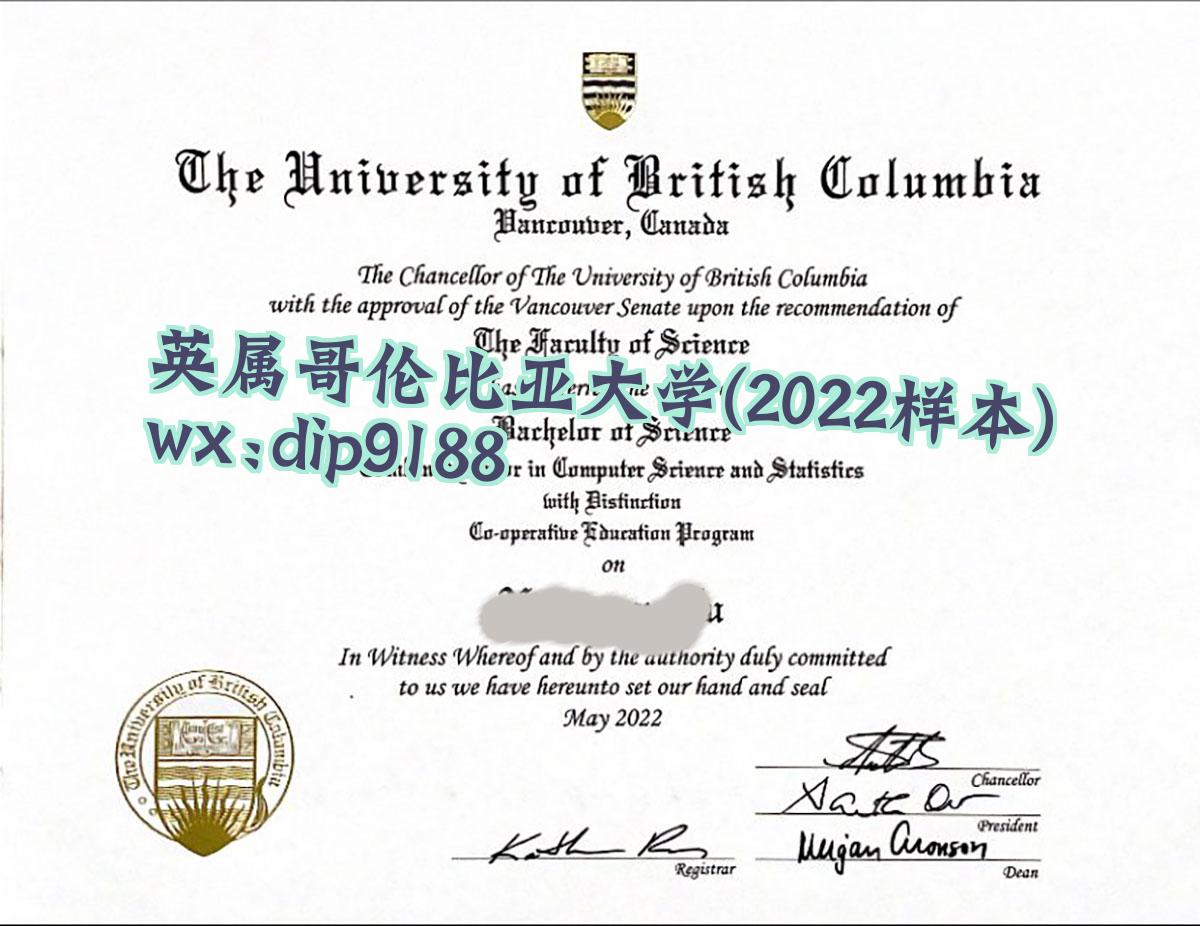 The University of British Columbia
Vancouver, Canada
The Chancellor of The University of British Columbia
with the approval of the Vancouver Senate upon the recommendation of
The Faculty of Science
英属哥伦比亚大学(2022样本)
Bachelor of Science
wx:dip9188
in Computer Science and Statistics
with Distinction
Co-operative Education Program
on
In Witness Whereof and by the authority duly committed
to us we have hereunto set our hand and seal
May 2022
The University of British Columbia
Chancellor
President
Megan Aronson
Registrar
Dean